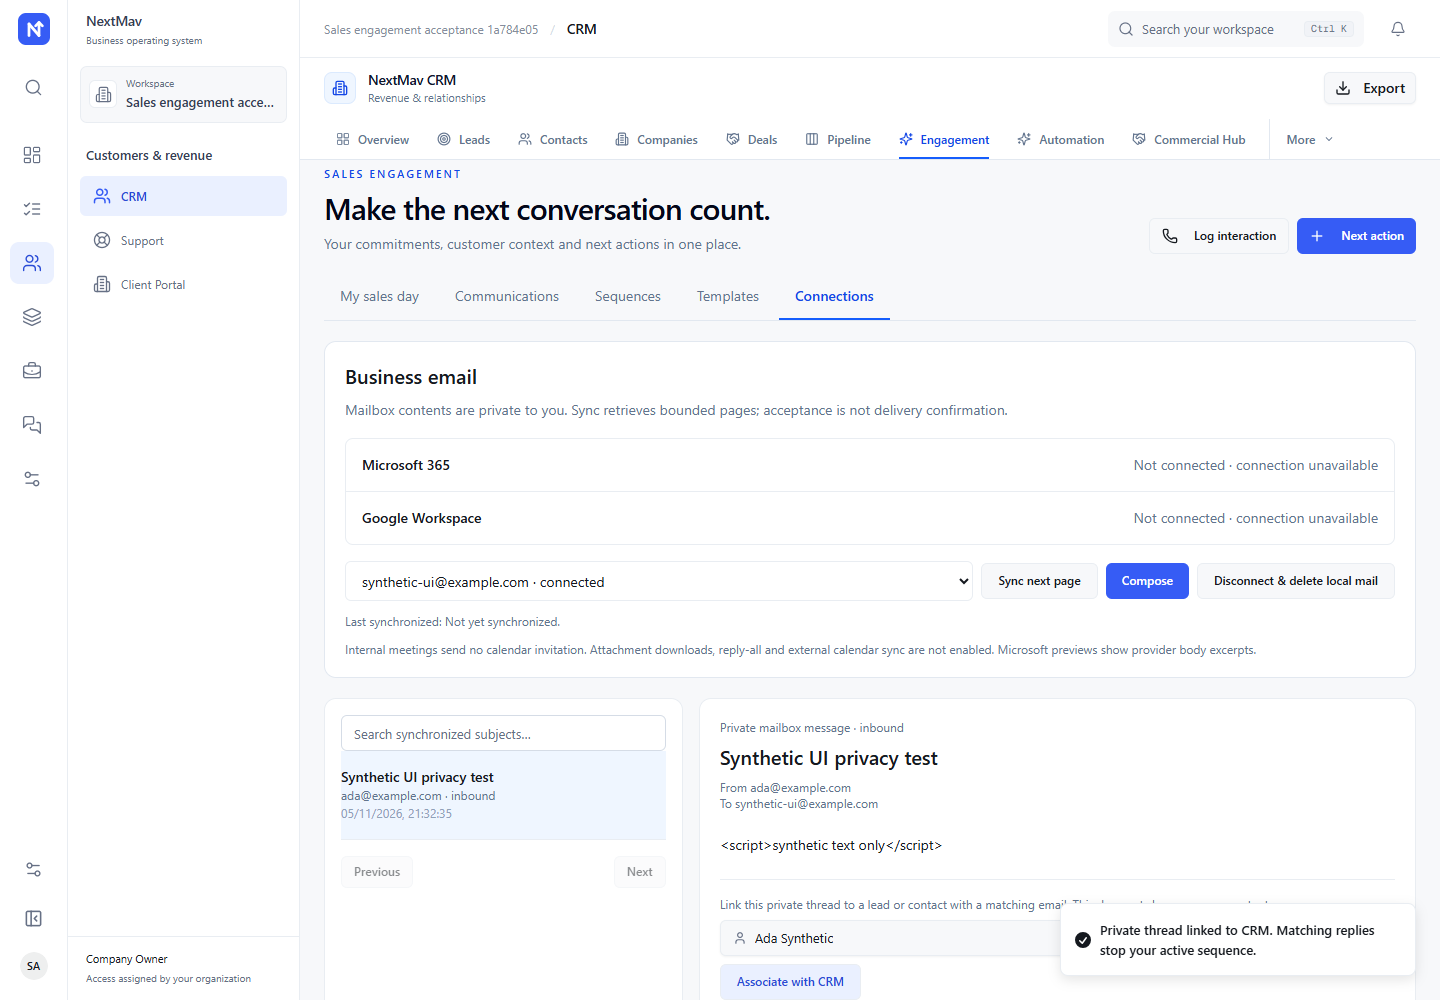 NextMav
Business operating system
Workspace
Sales engagement acce...
Customers & revenue
CRM
Support
Client Portal
SA
Company Owner
Access assigned by your organization
Sales engagement acceptance 1a784e05 / CRM
Search your workspace
Ctrl K
NextMav CRM
Revenue & relationships
Export
Overview
Leads
Contacts
Companies
Deals
Pipeline
Engagement
Automation
Commercial Hub
More
SALES ENGAGEMENT
Make the next conversation count.
Your commitments, customer context and next actions in one place.
Log interaction
Next action
My sales day
Communications
Sequences
Templates
Connections
Business email
Mailbox contents are private to you. Sync retrieves bounded pages; acceptance is not delivery confirmation.
Microsoft 365
Not connected · connection unavailable
Google Workspace
Not connected · connection unavailable
synthetic-ui@example.com · connected
Sync next page
Compose
Disconnect & delete local mail
Last synchronized: Not yet synchronized.
Internal meetings send no calendar invitation. Attachment downloads, reply-all and external calendar sync are not enabled. Microsoft previews show provider body excerpts.
Search synchronized subjects...
Synthetic UI privacy test
ada@example.com · inbound
05/11/2026, 21:32:35
Previous
Next
Private mailbox message · inbound
Synthetic UI privacy test
From ada@example.com
To synthetic-ui@example.com
<script>synthetic text only</script>
Link this private thread to a lead or contact with a matching email.
Ada Synthetic
Associate with CRM
Private thread linked to CRM. Matching replies
stop your active sequence.